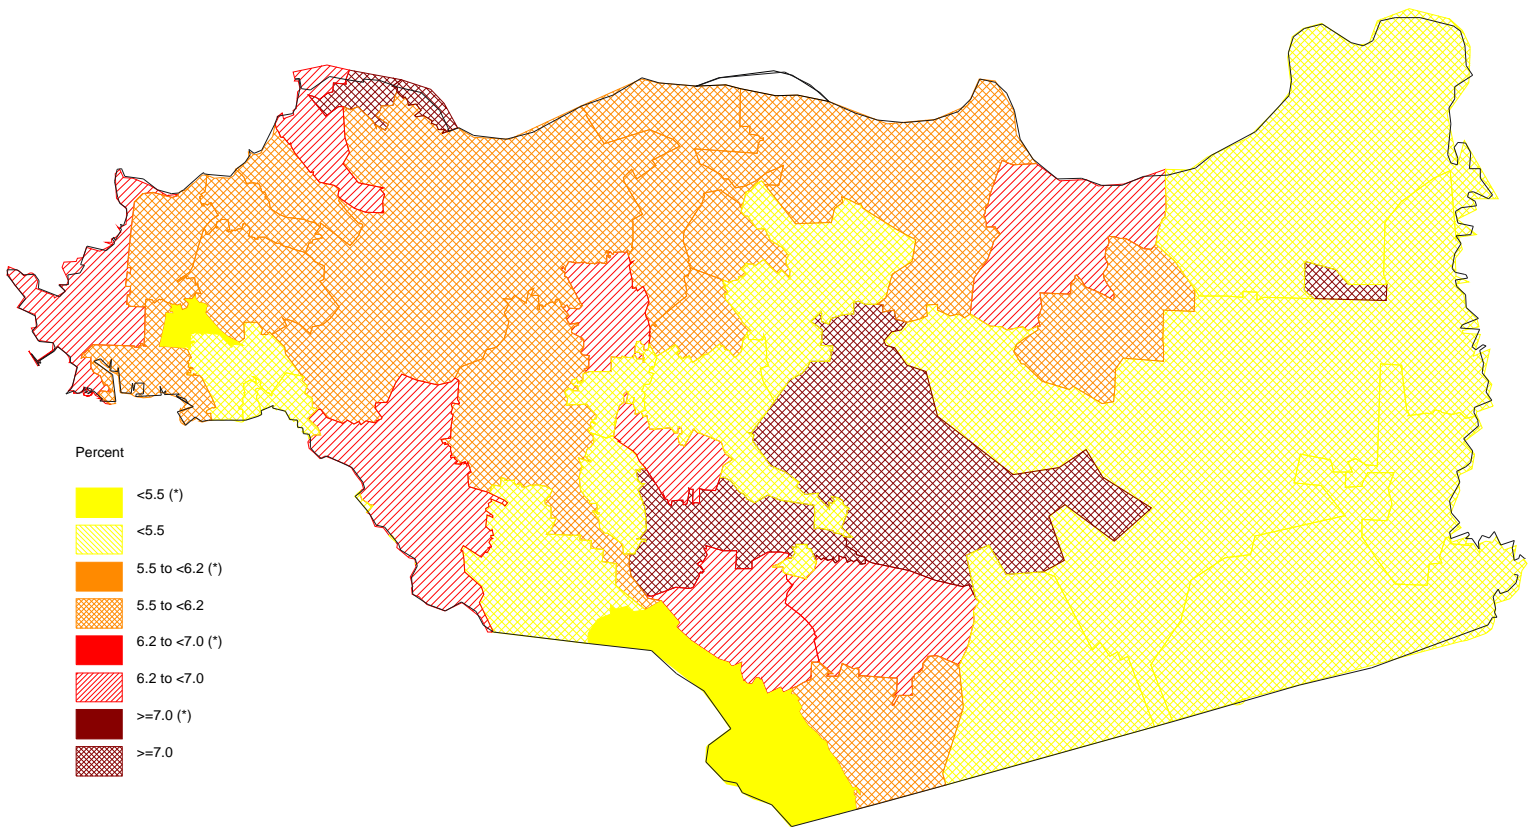 Percent
<5.5 (*)
<5.5
5.5 to <6.2 (*)
5.5 to <6.2
6.2 to <7.0 (*)
6.2 to <7.0
>=7.0 (*)
>=7.0